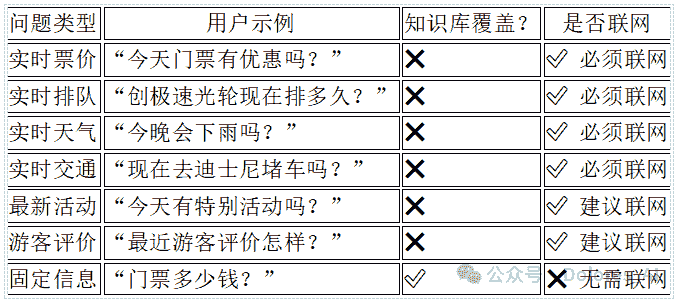 问题类型 用户示例 知识库覆盖？ 是否联网
实时票价 “今天门票有优惠吗？” ❌ ✅ 必须联网
实时排队 “创极速光轮现在排多久？” ❌ ✅ 必须联网
实时天气 “今晚会下雨吗？” ❌ ✅ 必须联网
实时交通 “现在去迪士尼堵车吗？” ❌ ✅ 必须联网
最新活动 “今天有特别活动吗？” ❌ ✅ 建议联网
游客评价 “最近游客评价怎样？” ❌ ✅ 建议联网
固定信息 “门票多少钱？” ✅ ❌ 无需联网
公众号